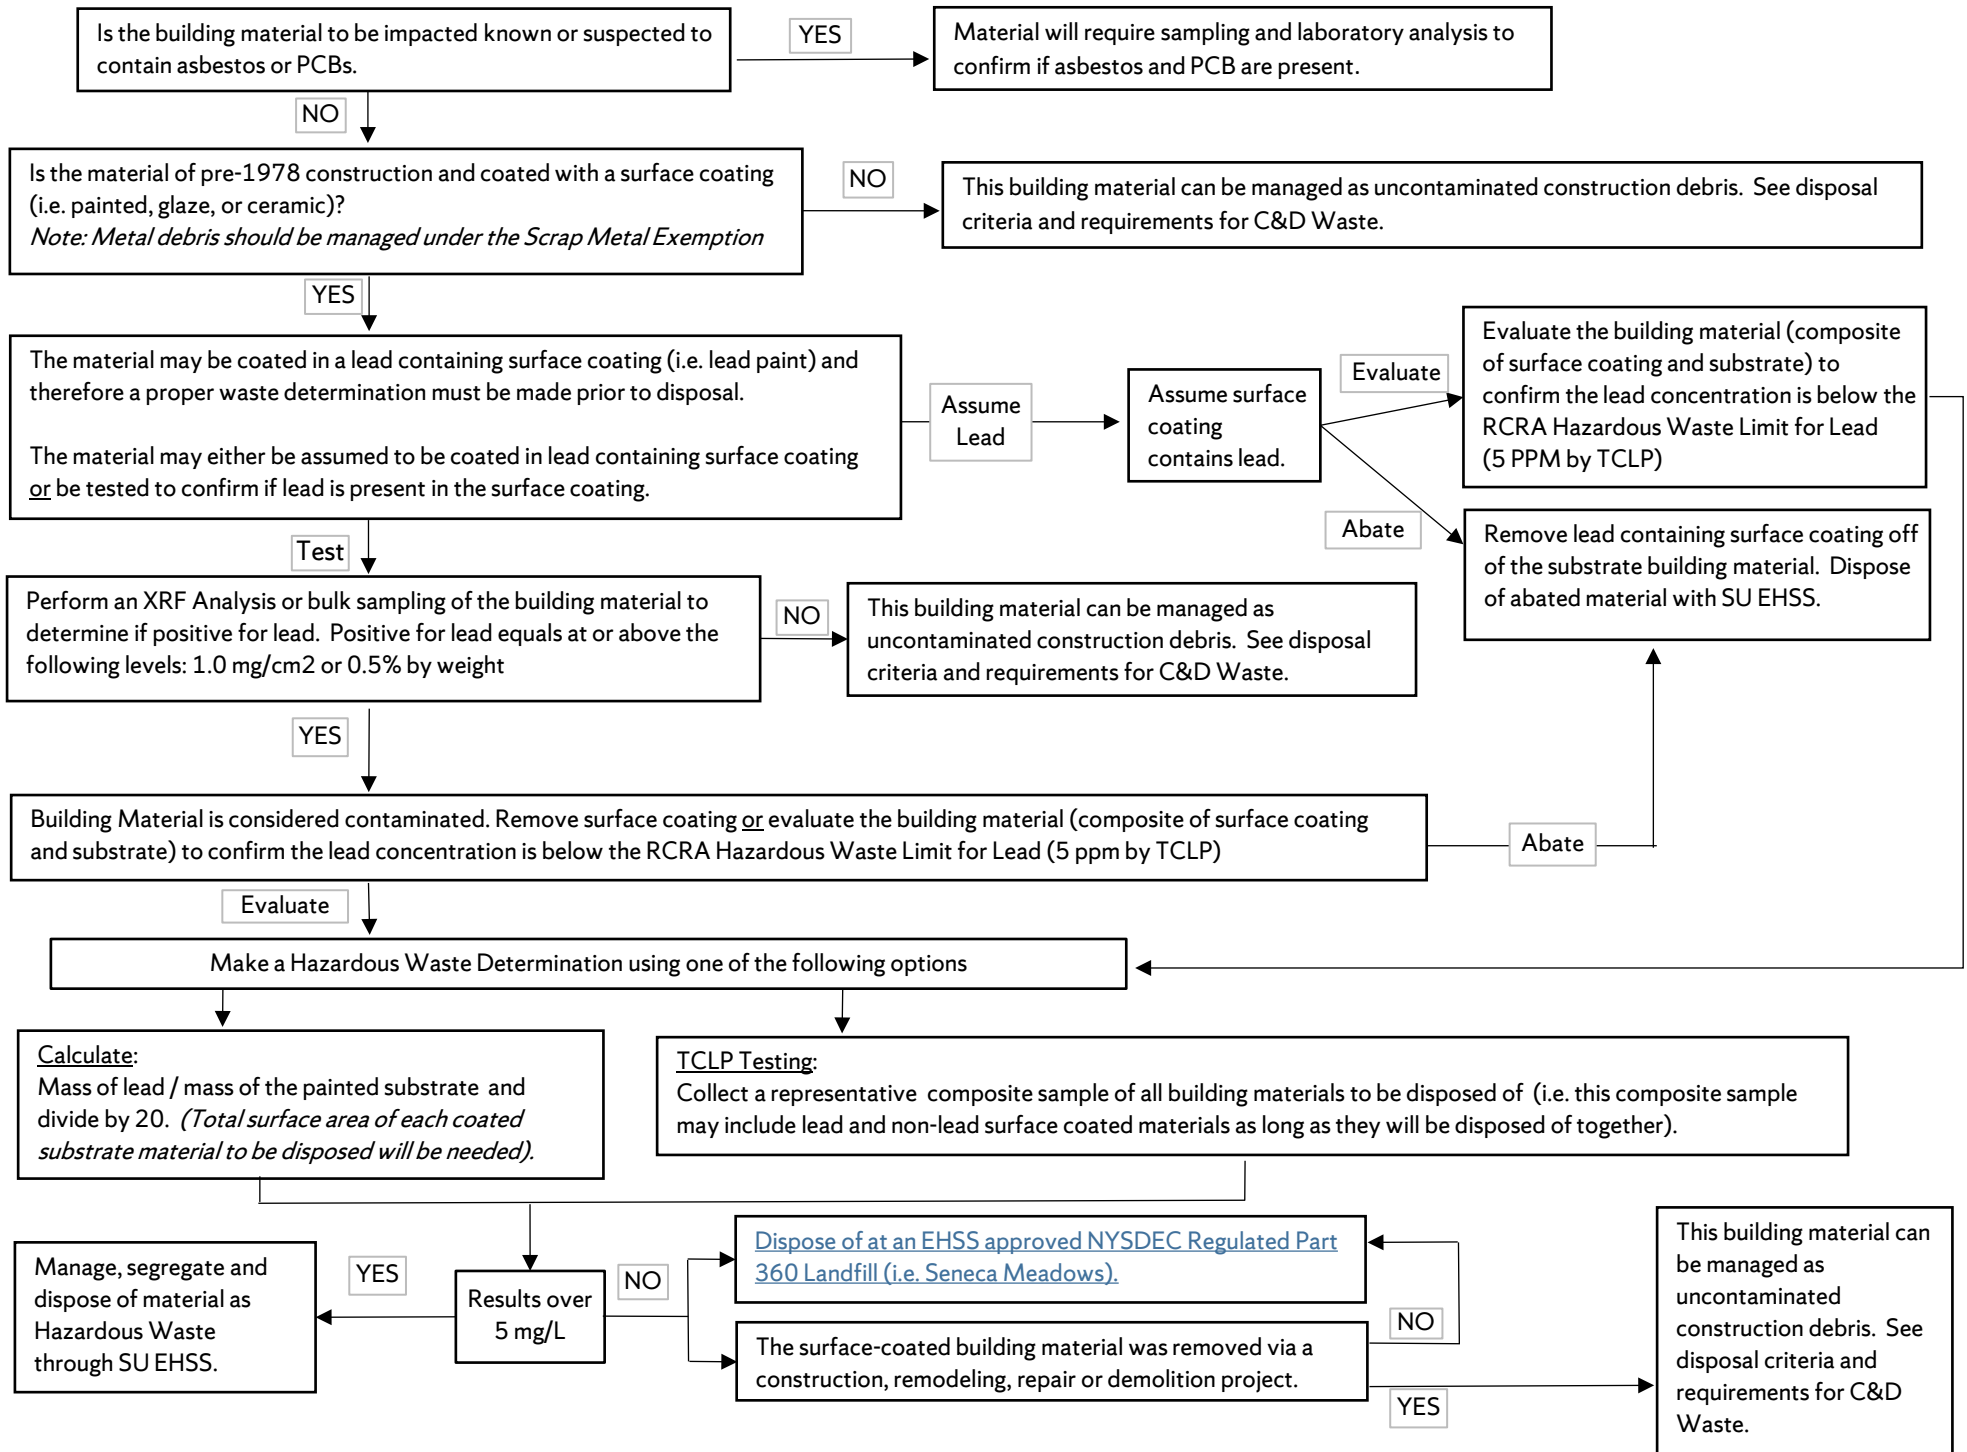 Is the building material to be impacted known or suspected to
contain asbestos or PCBs.
YES
Material will require sampling and laboratory analysis to
confirm if asbestos and PCB are present.
NO
Is the material of pre-1978 construction and coated with a surface coating
(i.e. painted, glaze, or ceramic)?
Note: Metal debris should be managed under the Scrap Metal Exemption
NO
This building material can be managed as uncontaminated construction debris. See disposal
criteria and requirements for C&D Waste.
YES
The material may be coated in a lead containing surface coating (i.e. lead paint) and
therefore a proper waste determination must be made prior to disposal.
The material may either be assumed to be coated in lead containing surface coating
or be tested to confirm if lead is present in the surface coating.
Assume
Lead
Assume surface
coating
contains lead.
Evaluate
Evaluate the building material (composite
of surface coating and substrate) to
confirm the lead concentration is below the
RCRA Hazardous Waste Limit for Lead
(5 PPM by TCLP)
Abate
Remove lead containing surface coating off
of the substrate building material. Dispose
of abated material with SU EHSS.
Test
Perform an XRF Analysis or bulk sampling of the building material to
determine if positive for lead. Positive for lead equals at or above the
following levels: 1.0 mg/cm2 or 0.5% by weight
NO
This building material can be managed as
uncontaminated construction debris. See disposal
criteria and requirements for C&D Waste.
YES
Building Material is considered contaminated. Remove surface coating or evaluate the building material (composite of surface coating
and substrate) to confirm the lead concentration is below the RCRA Hazardous Waste Limit for Lead (5 ppm by TCLP)
Abate
Evaluate
Make a Hazardous Waste Determination using one of the following options
Calculate:
Mass of lead / mass of the painted substrate and
divide by 20. (Total surface area of each coated
substrate material to be disposed will be needed).
TCLP Testing:
Collect a representative composite sample of all building materials to be disposed of (i.e. this composite sample
may include lead and non-lead surface coated materials as long as they will be disposed of together).
Manage, segregate and
dispose of material as
Hazardous Waste
through SU EHSS.
YES
Results over
5 mg/L
NO
Dispose of at an EHSS approved NYSDEC Regulated Part
360 Landfill (i.e. Seneca Meadows).
NO
The surface-coated building material was removed via a
construction, remodeling, repair or demolition project.
YES
This building material can
be managed as
uncontaminated
construction debris. See
disposal criteria and
requirements for C&D
Waste.